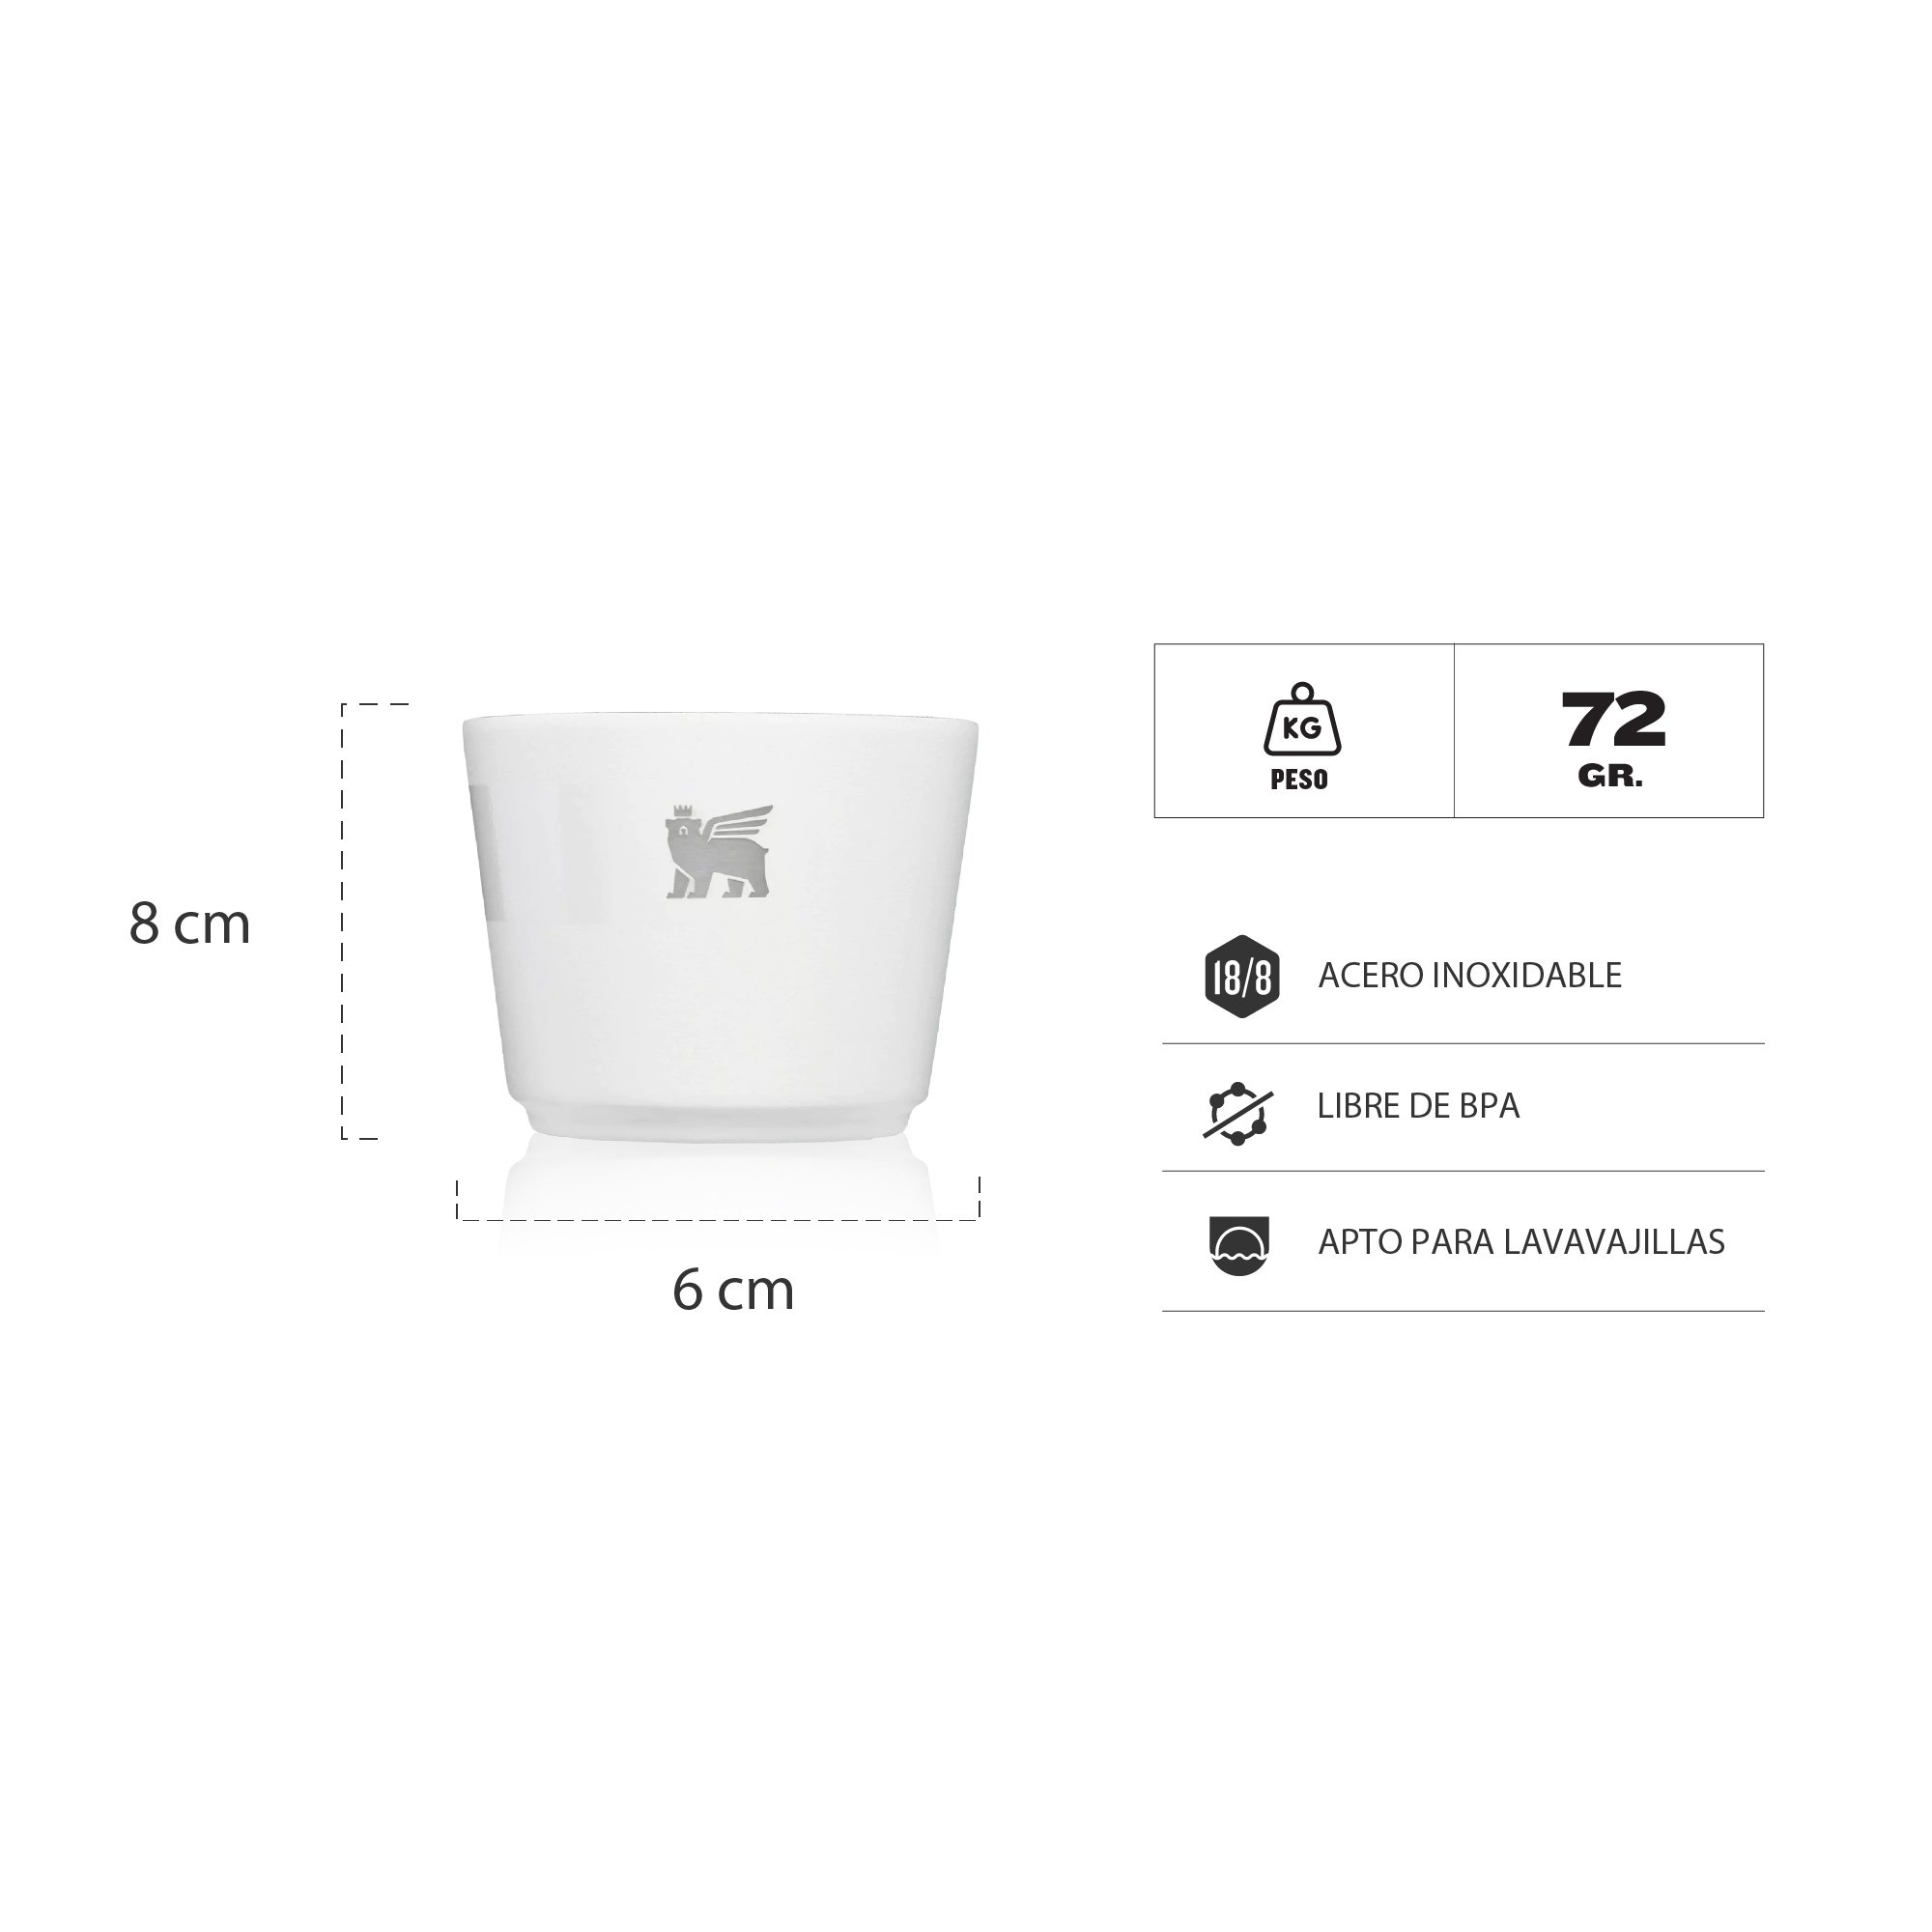 8 cm
6 cm
KG
PESO
72
GR.
18/8
ACERO INOXIDABLE
LIBRE DE BPA
APTO PARA LAVAVAJILLAS